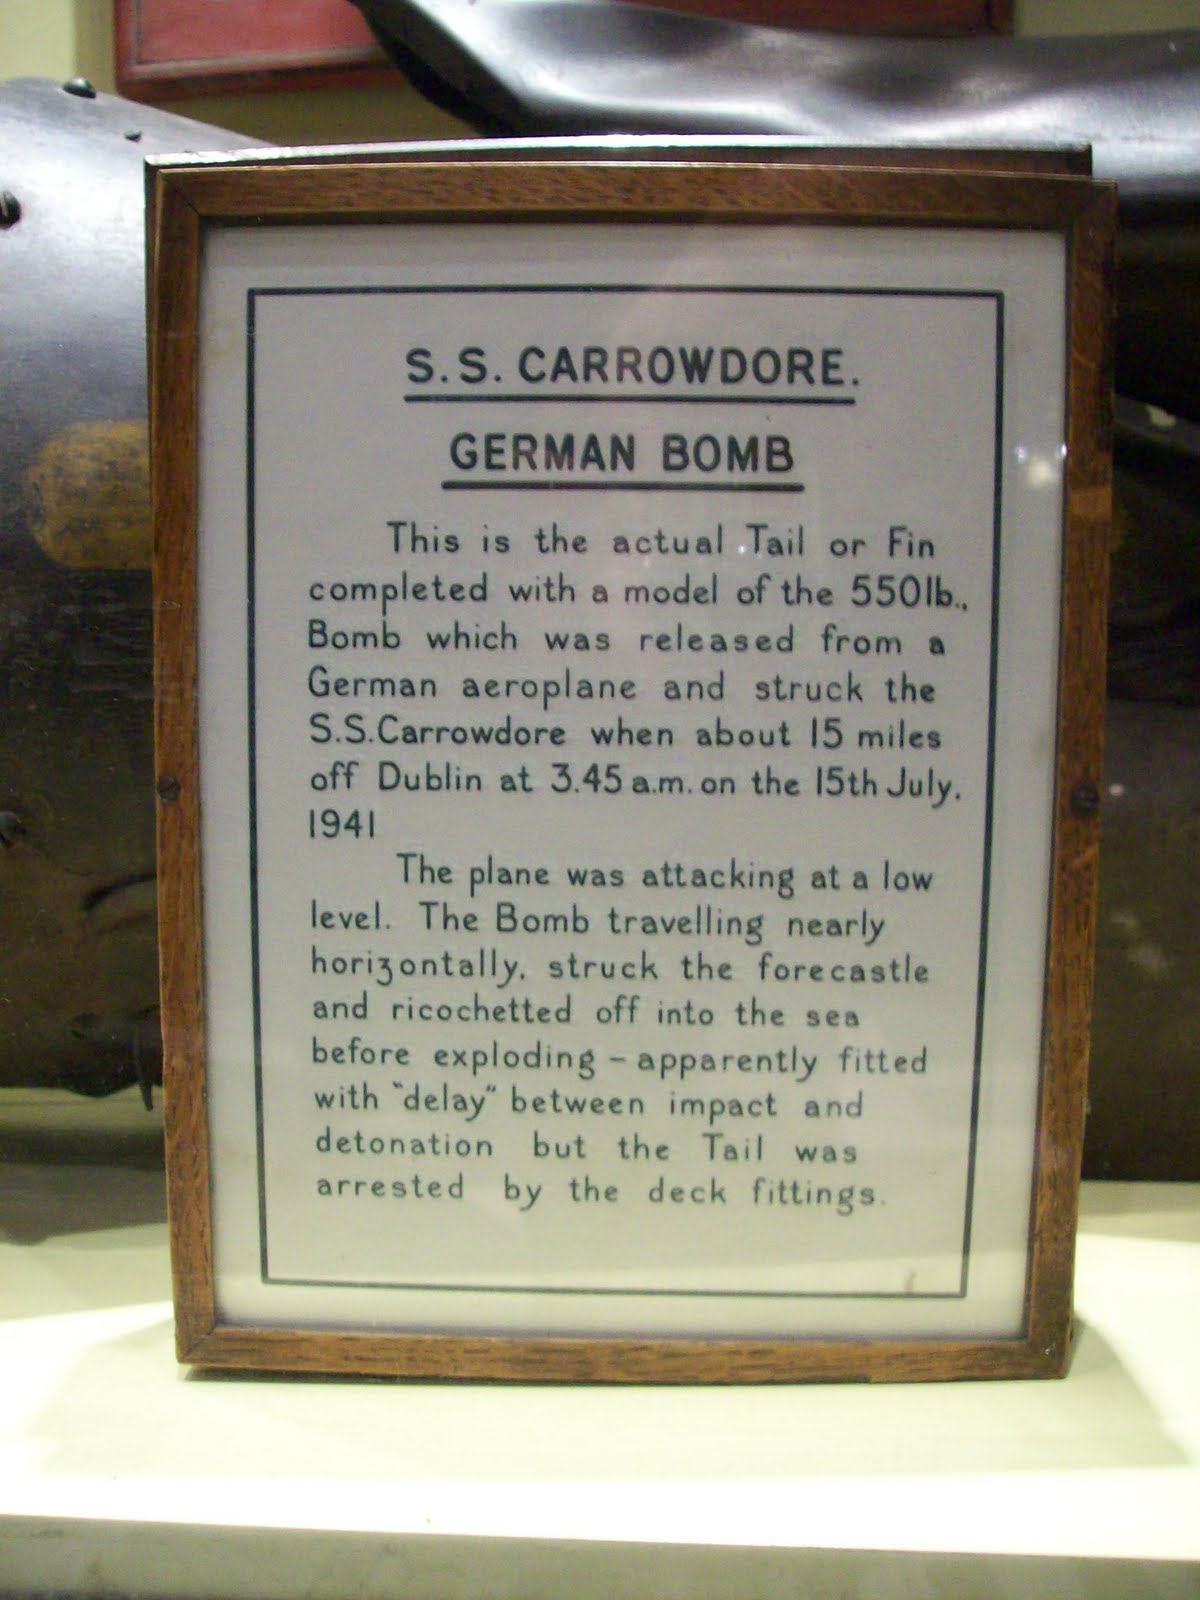 S.S. CARROWDORE.
GERMAN BOMB
This is the actual Tail or Fin
completed with a model of the 550lb.,
Bomb which was released from a
German aeroplane and struck the
S.S.Carrowdore when about 15 miles
off Dublin at 3.45 a.m. on the 15th July,
1941
The plane was attacking at a low
level. The Bomb travelling nearly
horizontally, struck the forecastle
and ricochetted off into the sea
before exploding – apparently fitted
with "delay" between impact and
detonation but the Tail was
arrested by the deck fittings.